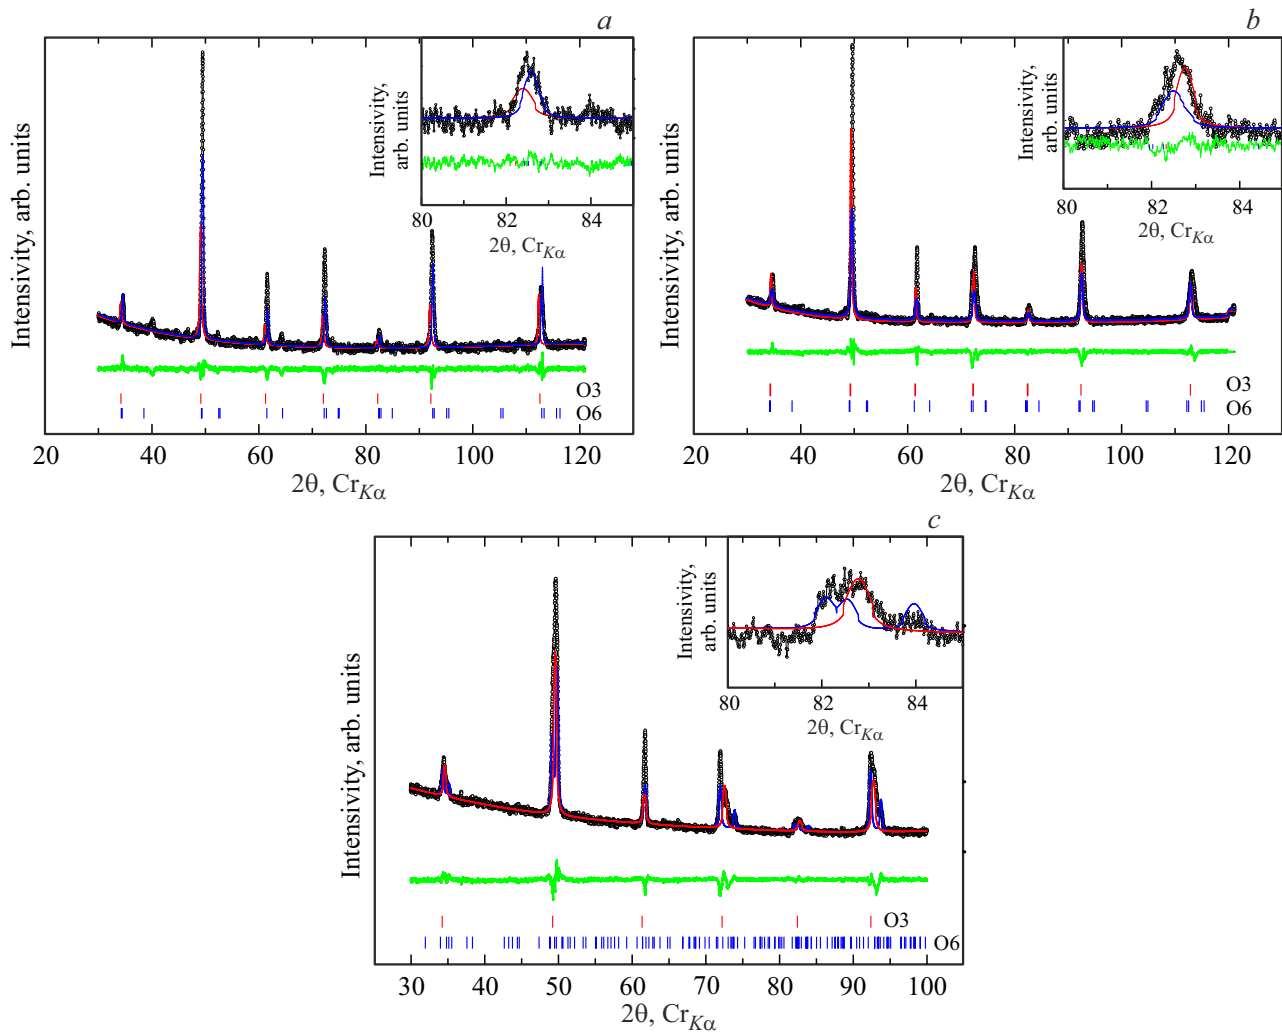 a
Intensivity, arb. units
Intensivity,
arb. units
80 82 84
2θ, CrKα
O3
O6
20 40 60 80 100 120
2θ, CrKα
b
Intensivity, arb. units
Intensivity,
arb. units
80 82 84
2θ, CrKα
O3
O6
20 40 60 80 100 120
2θ, CrKα
c
Intensivity, arb. units
Intensivity,
arb. units
80 82 84
2θ, CrKα
O3
O6
30 40 50 60 70 80 90 100
2θ, CrKα